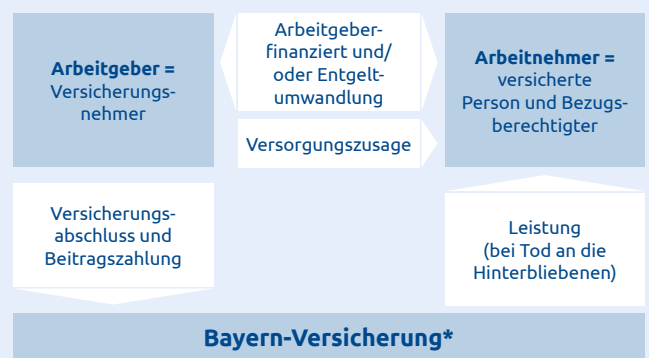 Arbeitgeber =
Versicherungs-
nehmer
Arbeitgeber-
finanziert und/
oder Entgelt-
umwandlung
Versorgungszusage
Arbeitnehmer =
versicherte
Person und Bezugs-
berechtigter
Versicherungs-
abschluss und
Beitragszahlung
Leistung
(bei Tod an die
Hinterbliebenen)
Bayern-Versicherung*